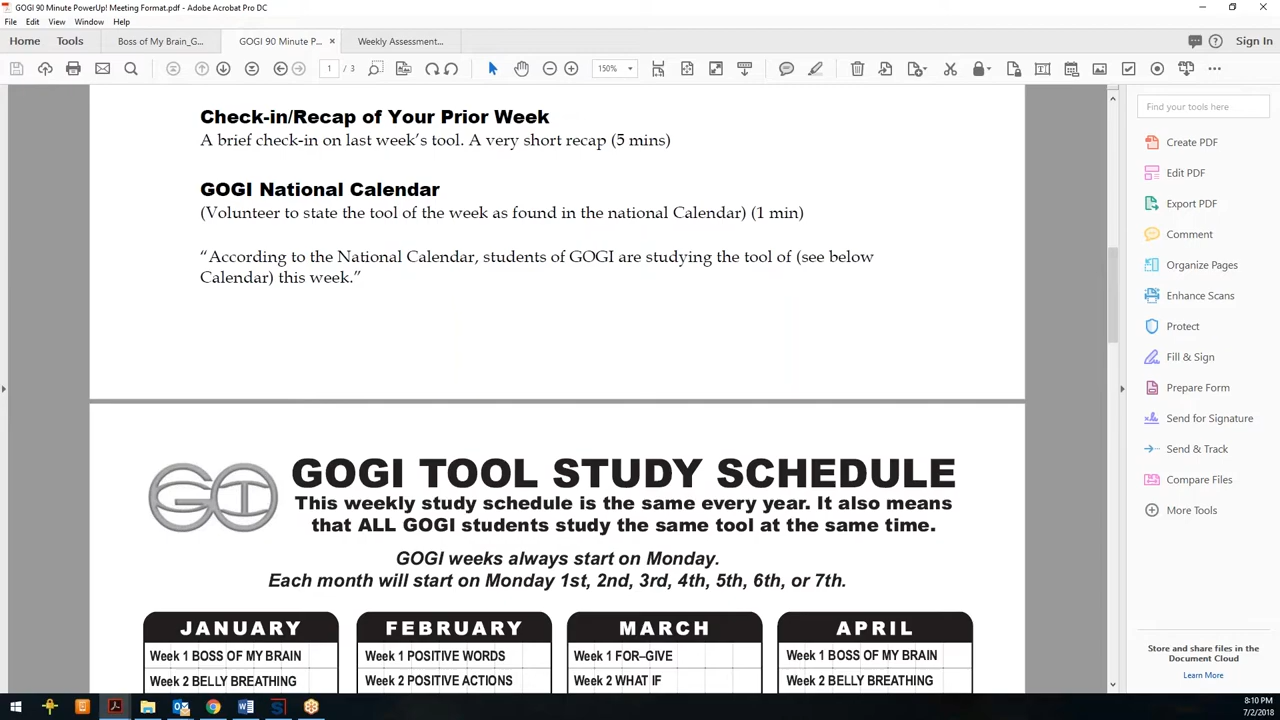 GOGI 90 Minute PowerUp! Meeting Format.pdf - Adobe Acrobat Pro DC
File Edit View Window Help
Home Tools Boss of My Brain_G... GOGI 90 Minute P... × Weekly Assessment... Sign In
1 / 3 150%
Check-in/Recap of Your Prior Week
A brief check-in on last week's tool. A very short recap (5 mins)
GOGI National Calendar
(Volunteer to state the tool of the week as found in the national Calendar) (1 min)
“According to the National Calendar, students of GOGI are studying the tool of (see below
Calendar) this week.”
GOGI TOOL STUDY SCHEDULE
This weekly study schedule is the same every year. It also means
that ALL GOGI students study the same tool at the same time.
GOGI weeks always start on Monday.
Each month will start on Monday 1st, 2nd, 3rd, 4th, 5th, 6th, or 7th.
JANUARY FEBRUARY MARCH APRIL
Week 1 BOSS OF MY BRAIN Week 1 POSITIVE WORDS Week 1 FOR–GIVE Week 1 BOSS OF MY BRAIN
Week 2 BELLY BREATHING Week 2 POSITIVE ACTIONS Week 2 WHAT IF Week 2 BELLY BREATHING
Find your tools here
Create PDF
Edit PDF
Export PDF
Comment
Organize Pages
Enhance Scans
Protect
Fill & Sign
Prepare Form
Send for Signature
Send & Track
Compare Files
More Tools
Store and share files in the
Document Cloud
Learn More
8:10 PM
7/2/2018